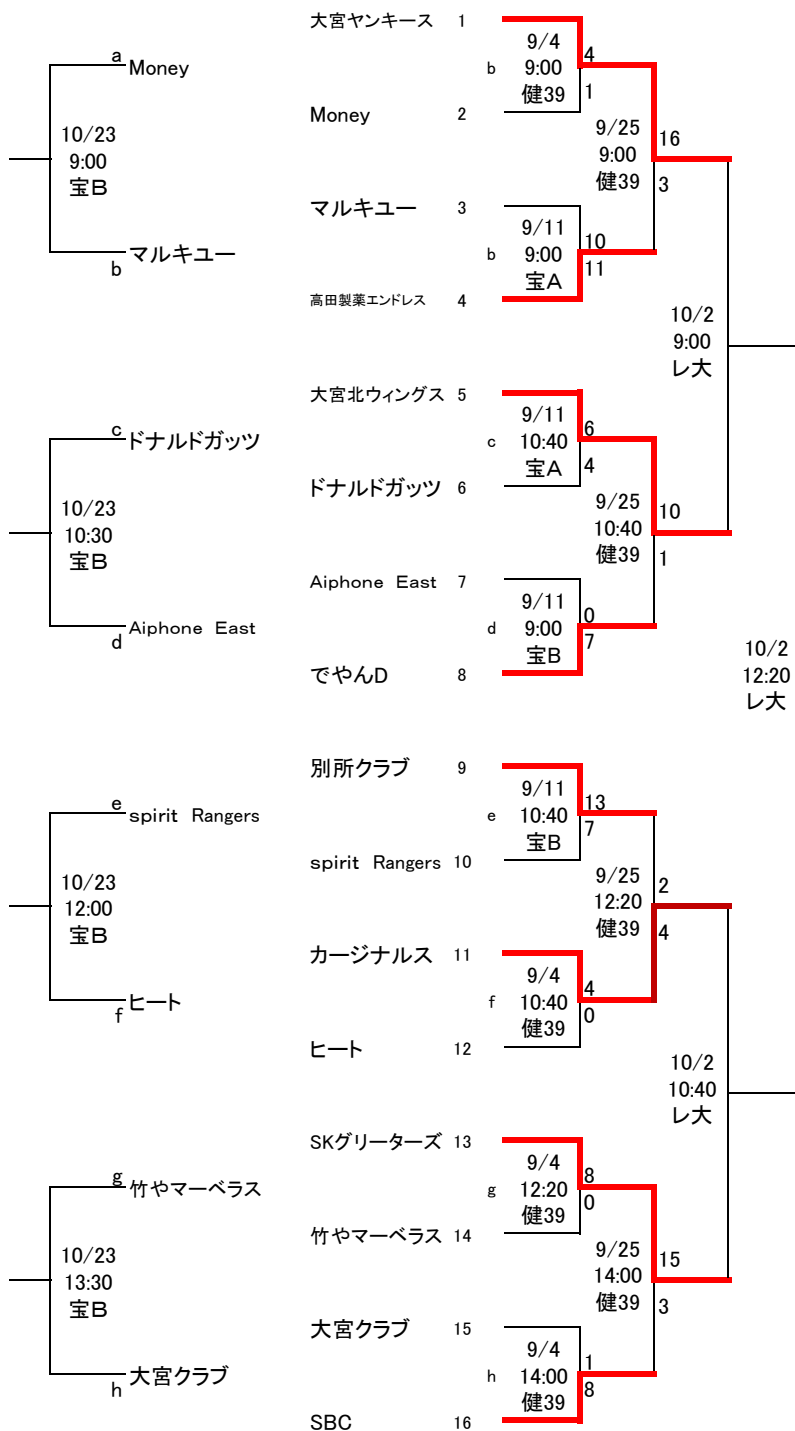 a Money
10/23
9:00
宝B
b マルキユー
c ドナルドガッツ
10/23
10:30
宝B
d Aiphone East
e spirit Rangers
10/23
12:00
宝B
f ヒート
g 竹やマーベラス
10/23
13:30
宝B
h 大宮クラブ
大宮ヤンキース 1
b
9/4
9:00
健39
4
1
Money 2
9/25
9:00
健39
16
3
マルキユー 3
b
9/11
9:00
宝A
10
11
高田製薬エンドレス 4
10/2
9:00
レ大
大宮北ウィングス 5
c
9/11
10:40
宝A
6
4
ドナルドガッツ 6
9/25
10:40
健39
10
1
Aiphone East 7
d
9/11
9:00
宝B
0
7
でやんD 8
10/2
12:20
レ大
別所クラブ 9
e
9/11
10:40
宝B
13
7
spirit Rangers 10
9/25
12:20
健39
2
4
カージナルス 11
f
9/4
10:40
健39
4
0
ヒート 12
10/2
10:40
レ大
SKグリーターズ 13
g
9/4
12:20
健39
8
0
竹やマーベラス 14
9/25
14:00
健39
15
3
大宮クラブ 15
h
9/4
14:00
健39
1
8
SBC 16